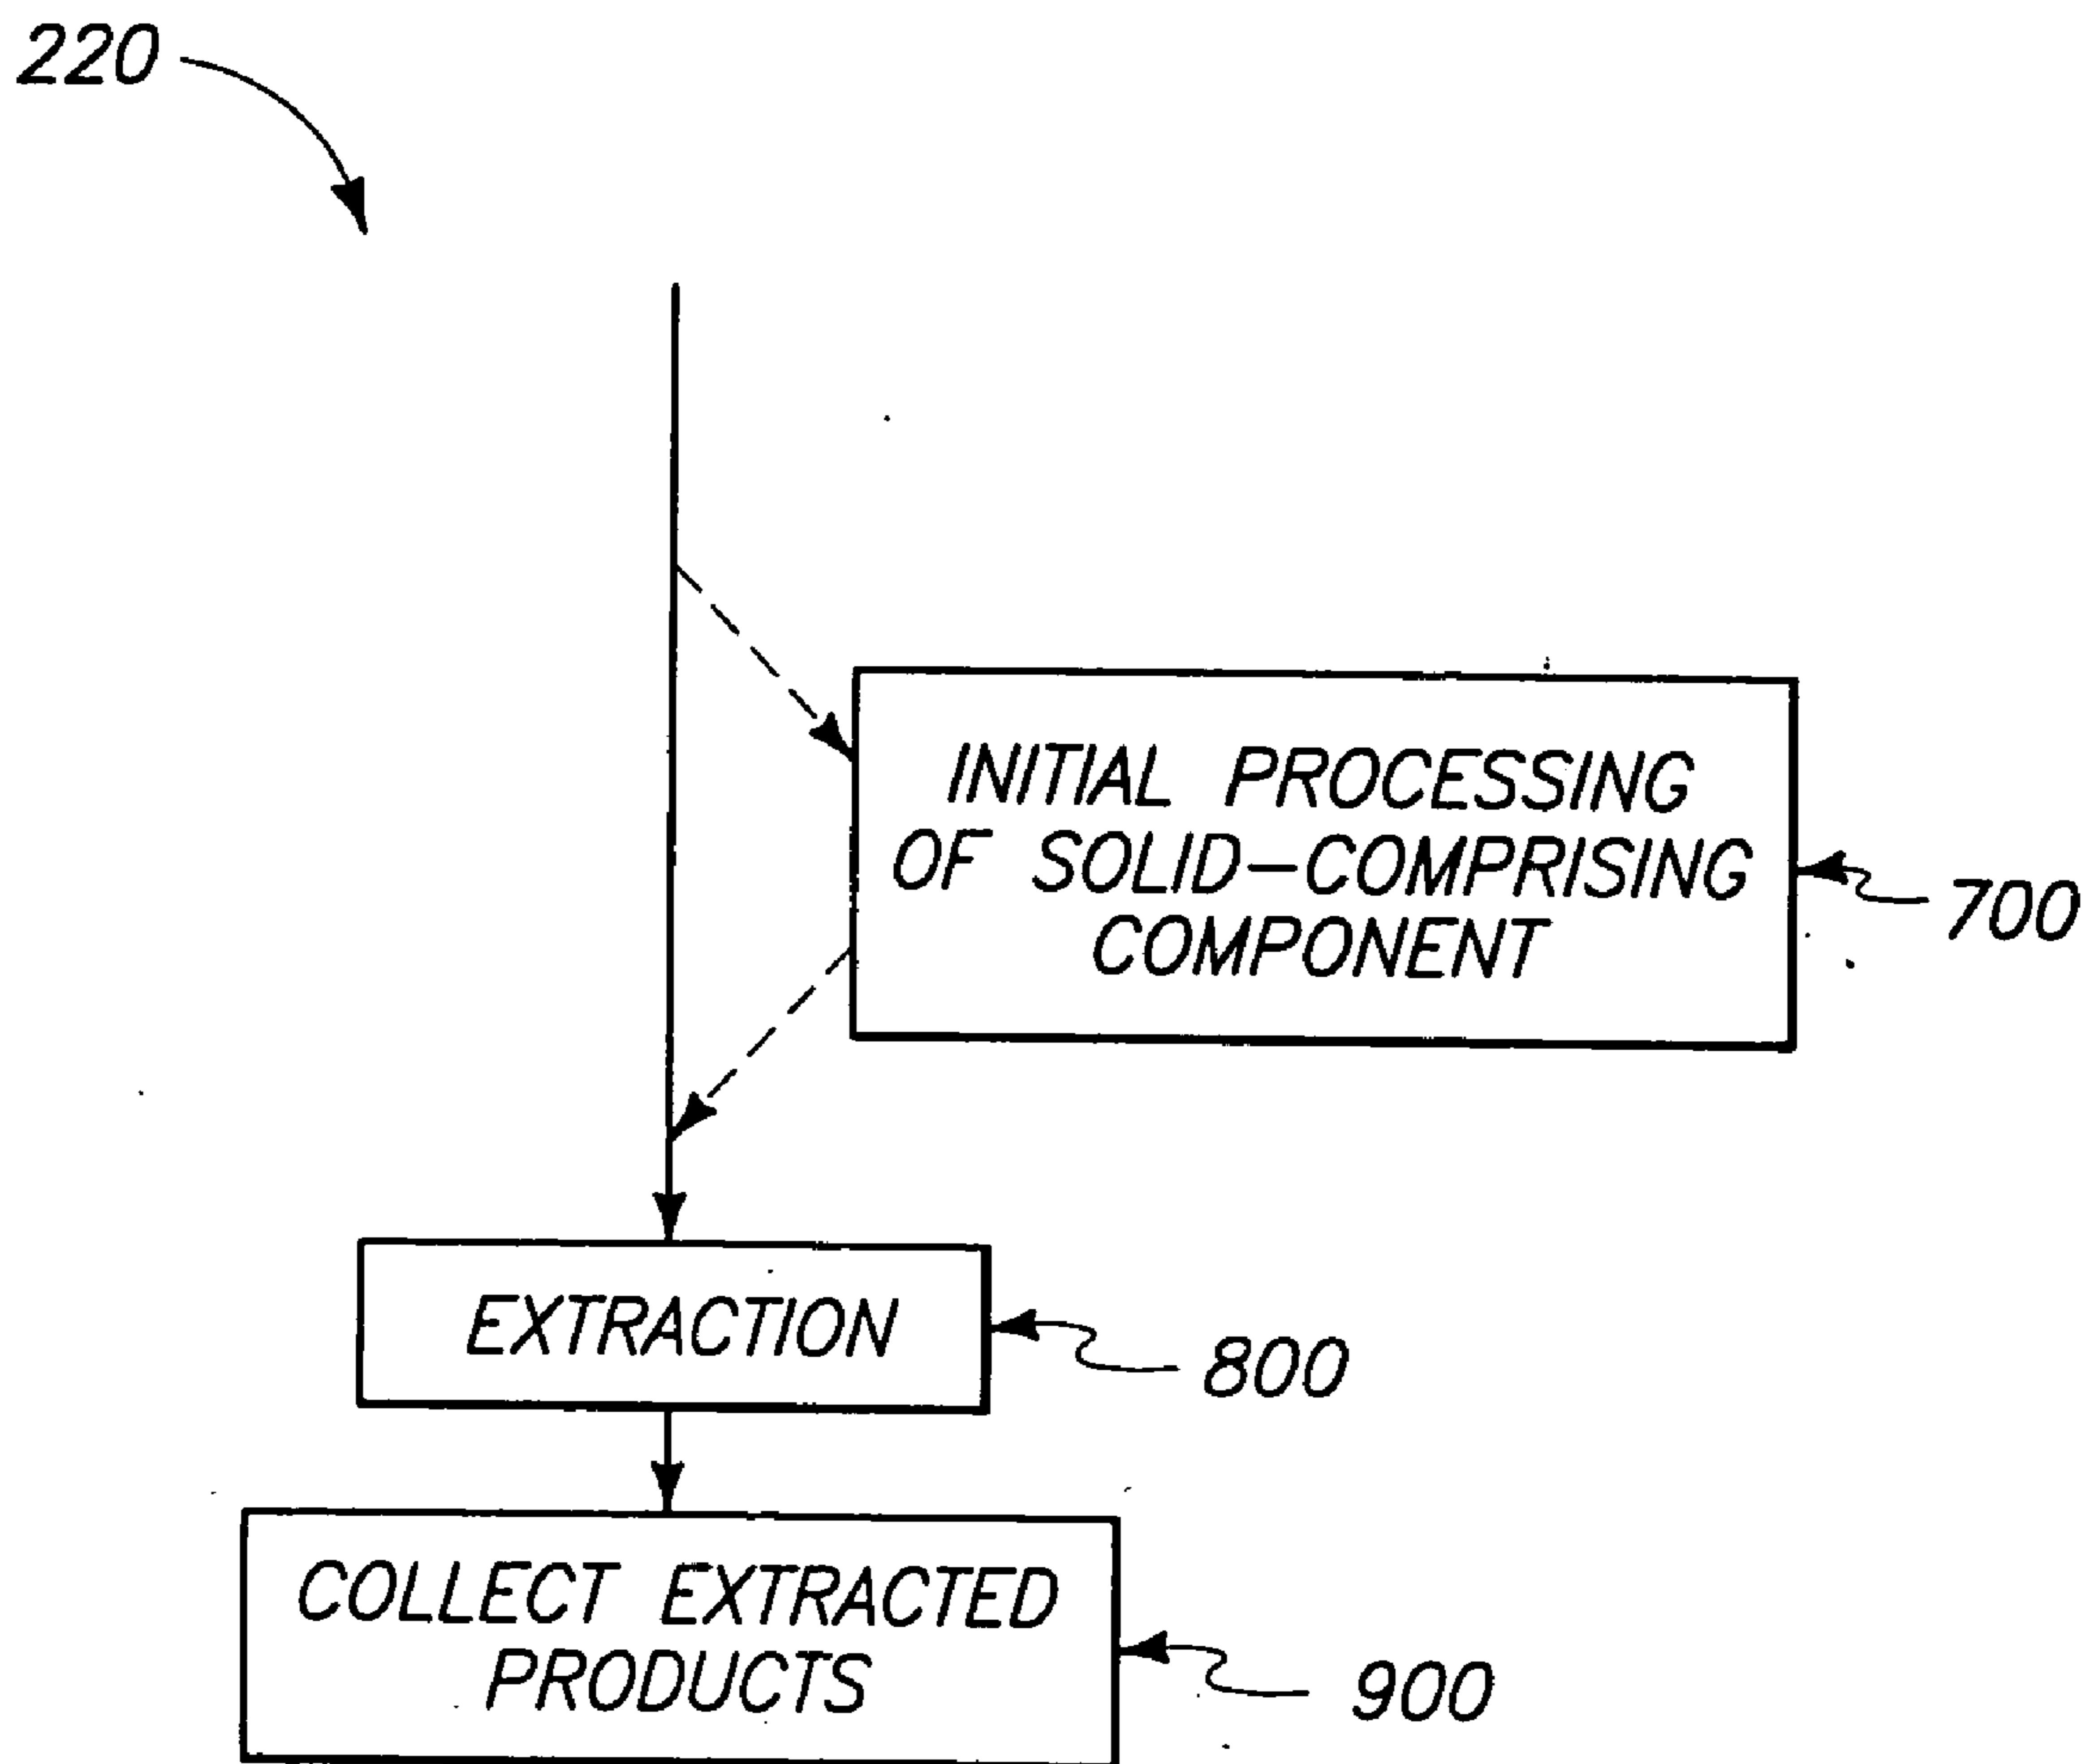 220
INITIAL PROCESSING
OF SOLID-COMPRISING
COMPONENT
700
EXTRACTION
800
COLLECT EXTRACTED
PRODUCTS
900